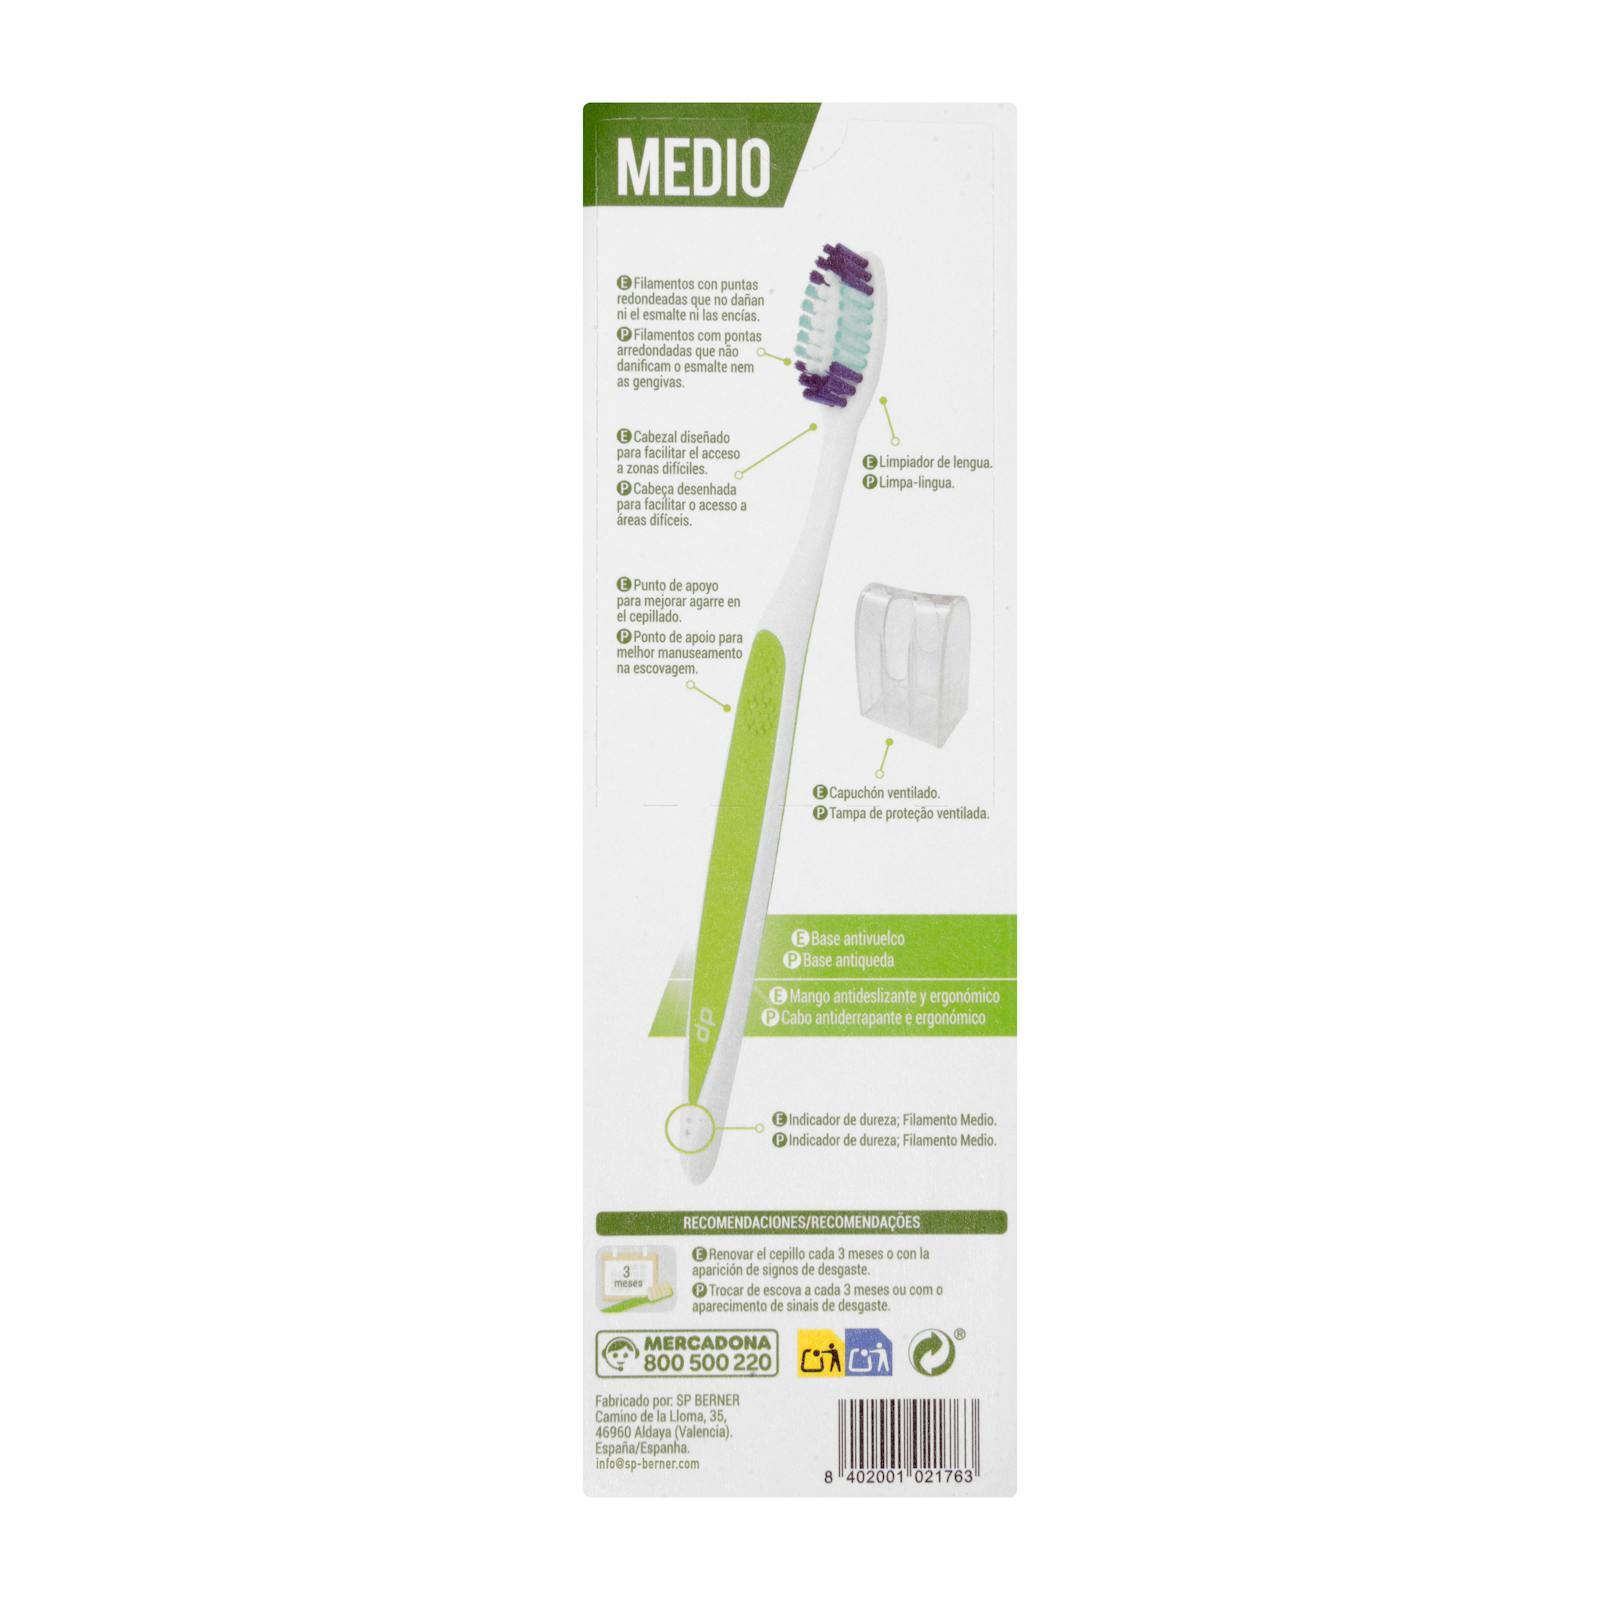 MEDIO
E Filamentos con puntas
redondeadas que no dañan
ni el esmalte ni las encías.
P Filamentos com pontas
arredondadas que não
danificam o esmalte nem
as gengivas.
E Cabezal diseñado
para facilitar el acceso
a zonas difíciles.
P Cabeça desenhada
para facilitar o acesso a
áreas difíceis.
E Limpiador de lengua.
P Limpa-língua.
E Punto de apoyo
para mejorar agarre en
el cepillado.
P Ponto de apoio para
melhor manuseamento
na escovagem.
E Capuchón ventilado.
P Tampa de proteção ventilada.
E Base antivuelco
P Base antiqueda
E Mango antideslizante y ergonómico
P Cabo antiderrapante e ergonómico
dp
E Indicador de dureza; Filamento Medio.
P Indicador de dureza; Filamento Medio.
RECOMENDACIONES/RECOMENDAÇÕES
3
meses
E Renovar el cepillo cada 3 meses o con la
aparición de signos de desgaste.
P Trocar de escova a cada 3 meses ou com o
aparecimento de sinais de desgaste.
MERCADONA
800 500 220
®
Fabricado por: SP BERNER
Camino de la Lloma, 35,
46960 Aldaya (Valencia).
España/Espanha.
info@sp-berner.com
8 402001 021763